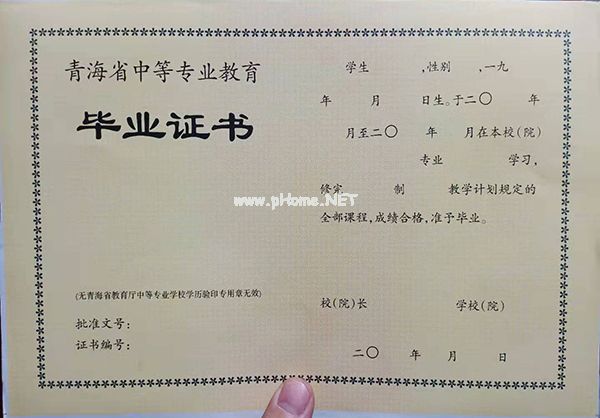 青海省中等专业教育
毕业证书
(无青海省教育厅中等专业学校学历验印专用章无效)
批准文号:
证书编号:
学生 ,性别 ,一九
年 月 日生。于二〇 年
月至二〇 年 月在本校(院)
专业 学习,
修完 制 教学计划规定的
全部课程,成绩合格,准予毕业。
校(院)长 学校(院)
二〇 年 月 日
www.pHome.NET